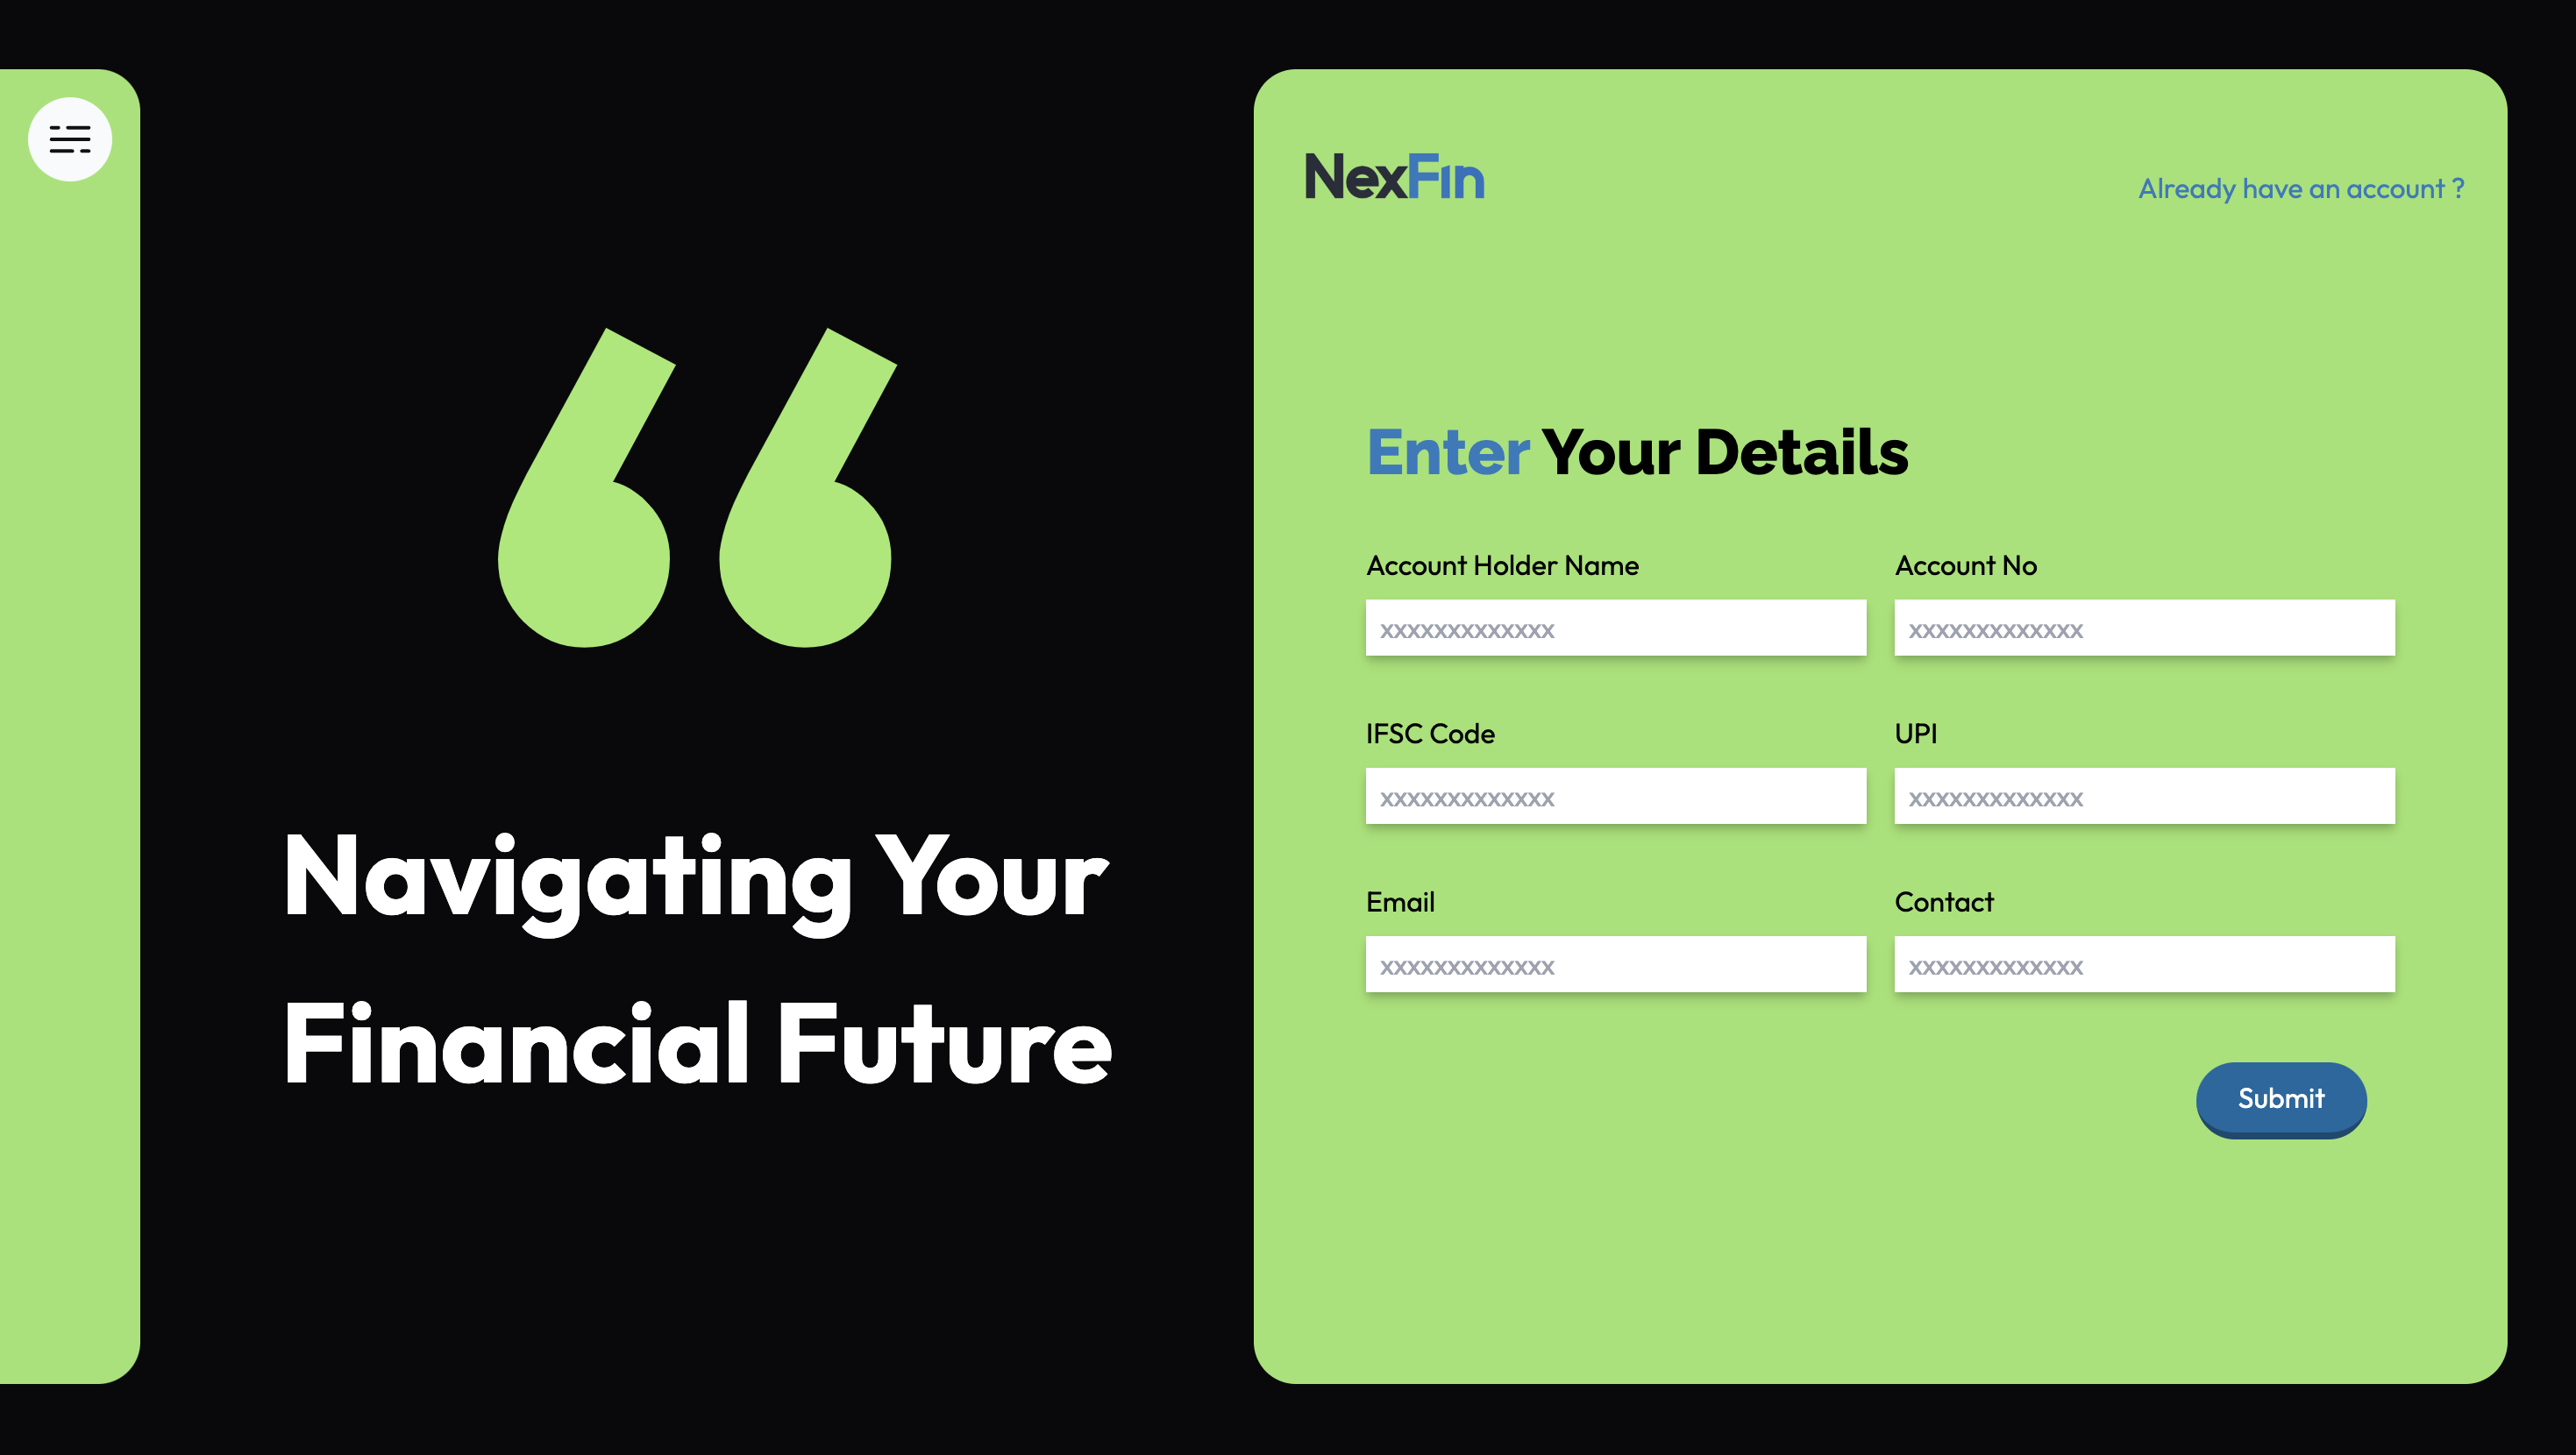 “
Navigating Your
Financial Future
NexFin
Already have an account ?
Enter Your Details
Account Holder Name
Account No
xxxxxxxxxxxxx
xxxxxxxxxxxxx
IFSC Code
UPI
xxxxxxxxxxxxx
xxxxxxxxxxxxx
Email
Contact
xxxxxxxxxxxxx
xxxxxxxxxxxxx
Submit